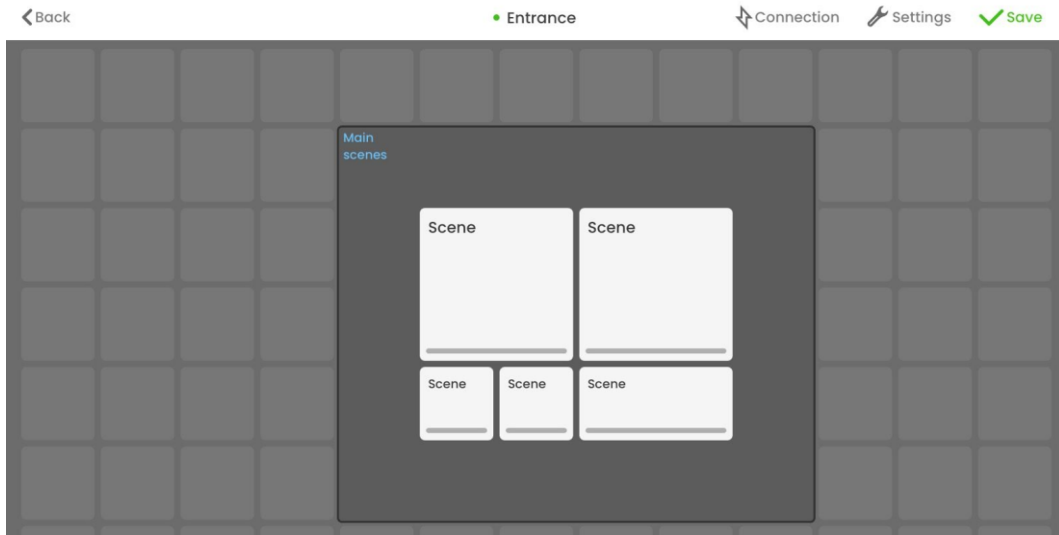 Back
Entrance
Connection
Settings
Save
Main
scenes
Scene
Scene
Scene
Scene
Scene